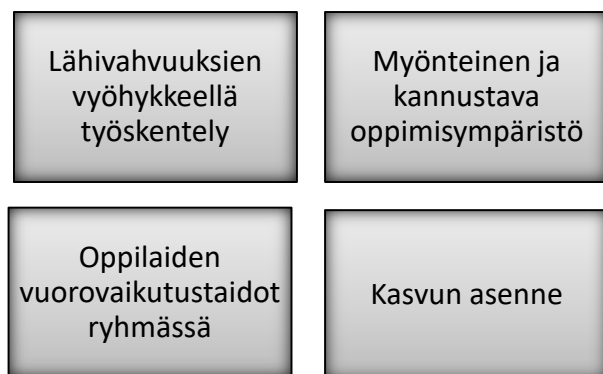 Lähivahvuuksien
vyöhykkeellä
työskentely
Myönteinen ja
kannustava
oppimisympäristö
Oppilaiden
vuorovaikutustaidot
ryhmässä
Kasvun asenne